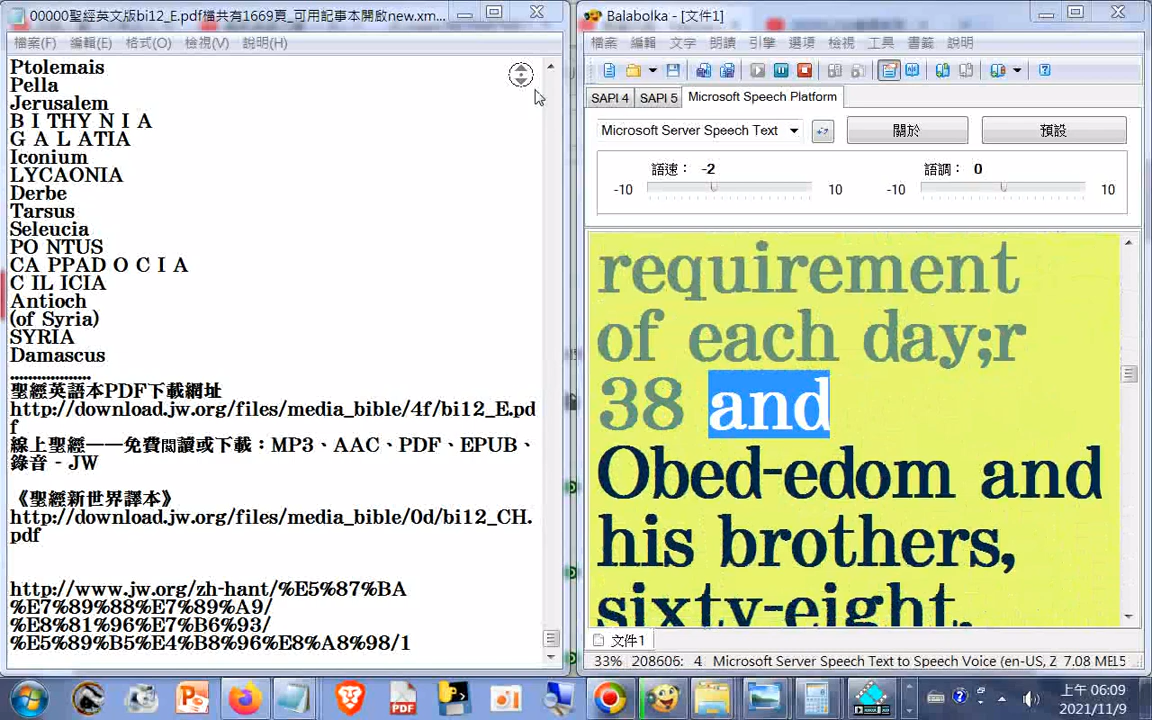 00000聖經英文版bi12_E.pdf檔共有1669頁_可用記事本開啟new.xm...
檔案(F) 編輯(E) 格式(O) 檢視(V) 說明(H)
Ptolemais
Pella
Jerusalem
B I THY N I A
G A L ATIA
Iconium
LYCAONIA
Derbe
Tarsus
Seleucia
PO NTUS
CA PPAD O C I A
C IL ICIA
Antioch
(of Syria)
SYRIA
Damascus
..................
聖經英語本PDF下載網址
http://download.jw.org/files/media_bible/4f/bi12_E.pd
f
線上聖經——免費閱讀或下載：MP3、AAC、PDF、EPUB、
錄音 - JW
《聖經新世界譯本》
http://download.jw.org/files/media_bible/0d/bi12_CH.
pdf
http://www.jw.org/zh-hant/%E5%87%BA
%E7%89%88%E7%89%A9/
%E8%81%96%E7%B6%93/
%E5%89%B5%E4%B8%96%E8%A8%98/1
Balabolka - [文件1]
檔案 編輯 文字 朗讀 引擎 選項 檢視 工具 書籤 說明
SAPI 4 SAPI 5 Microsoft Speech Platform
Microsoft Server Speech Text 關於 預設
語速： -2 語調： 0
-10 10 -10 10
requirement
of each day;r
38 and
Obed-edom and
his brothers,
sixty-eight,
文件1
33% 208606: 4 Microsoft Server Speech Text to Speech Voice (en-US, Z 7.08 MEL5
PDF
上午 06:09
2021/11/9